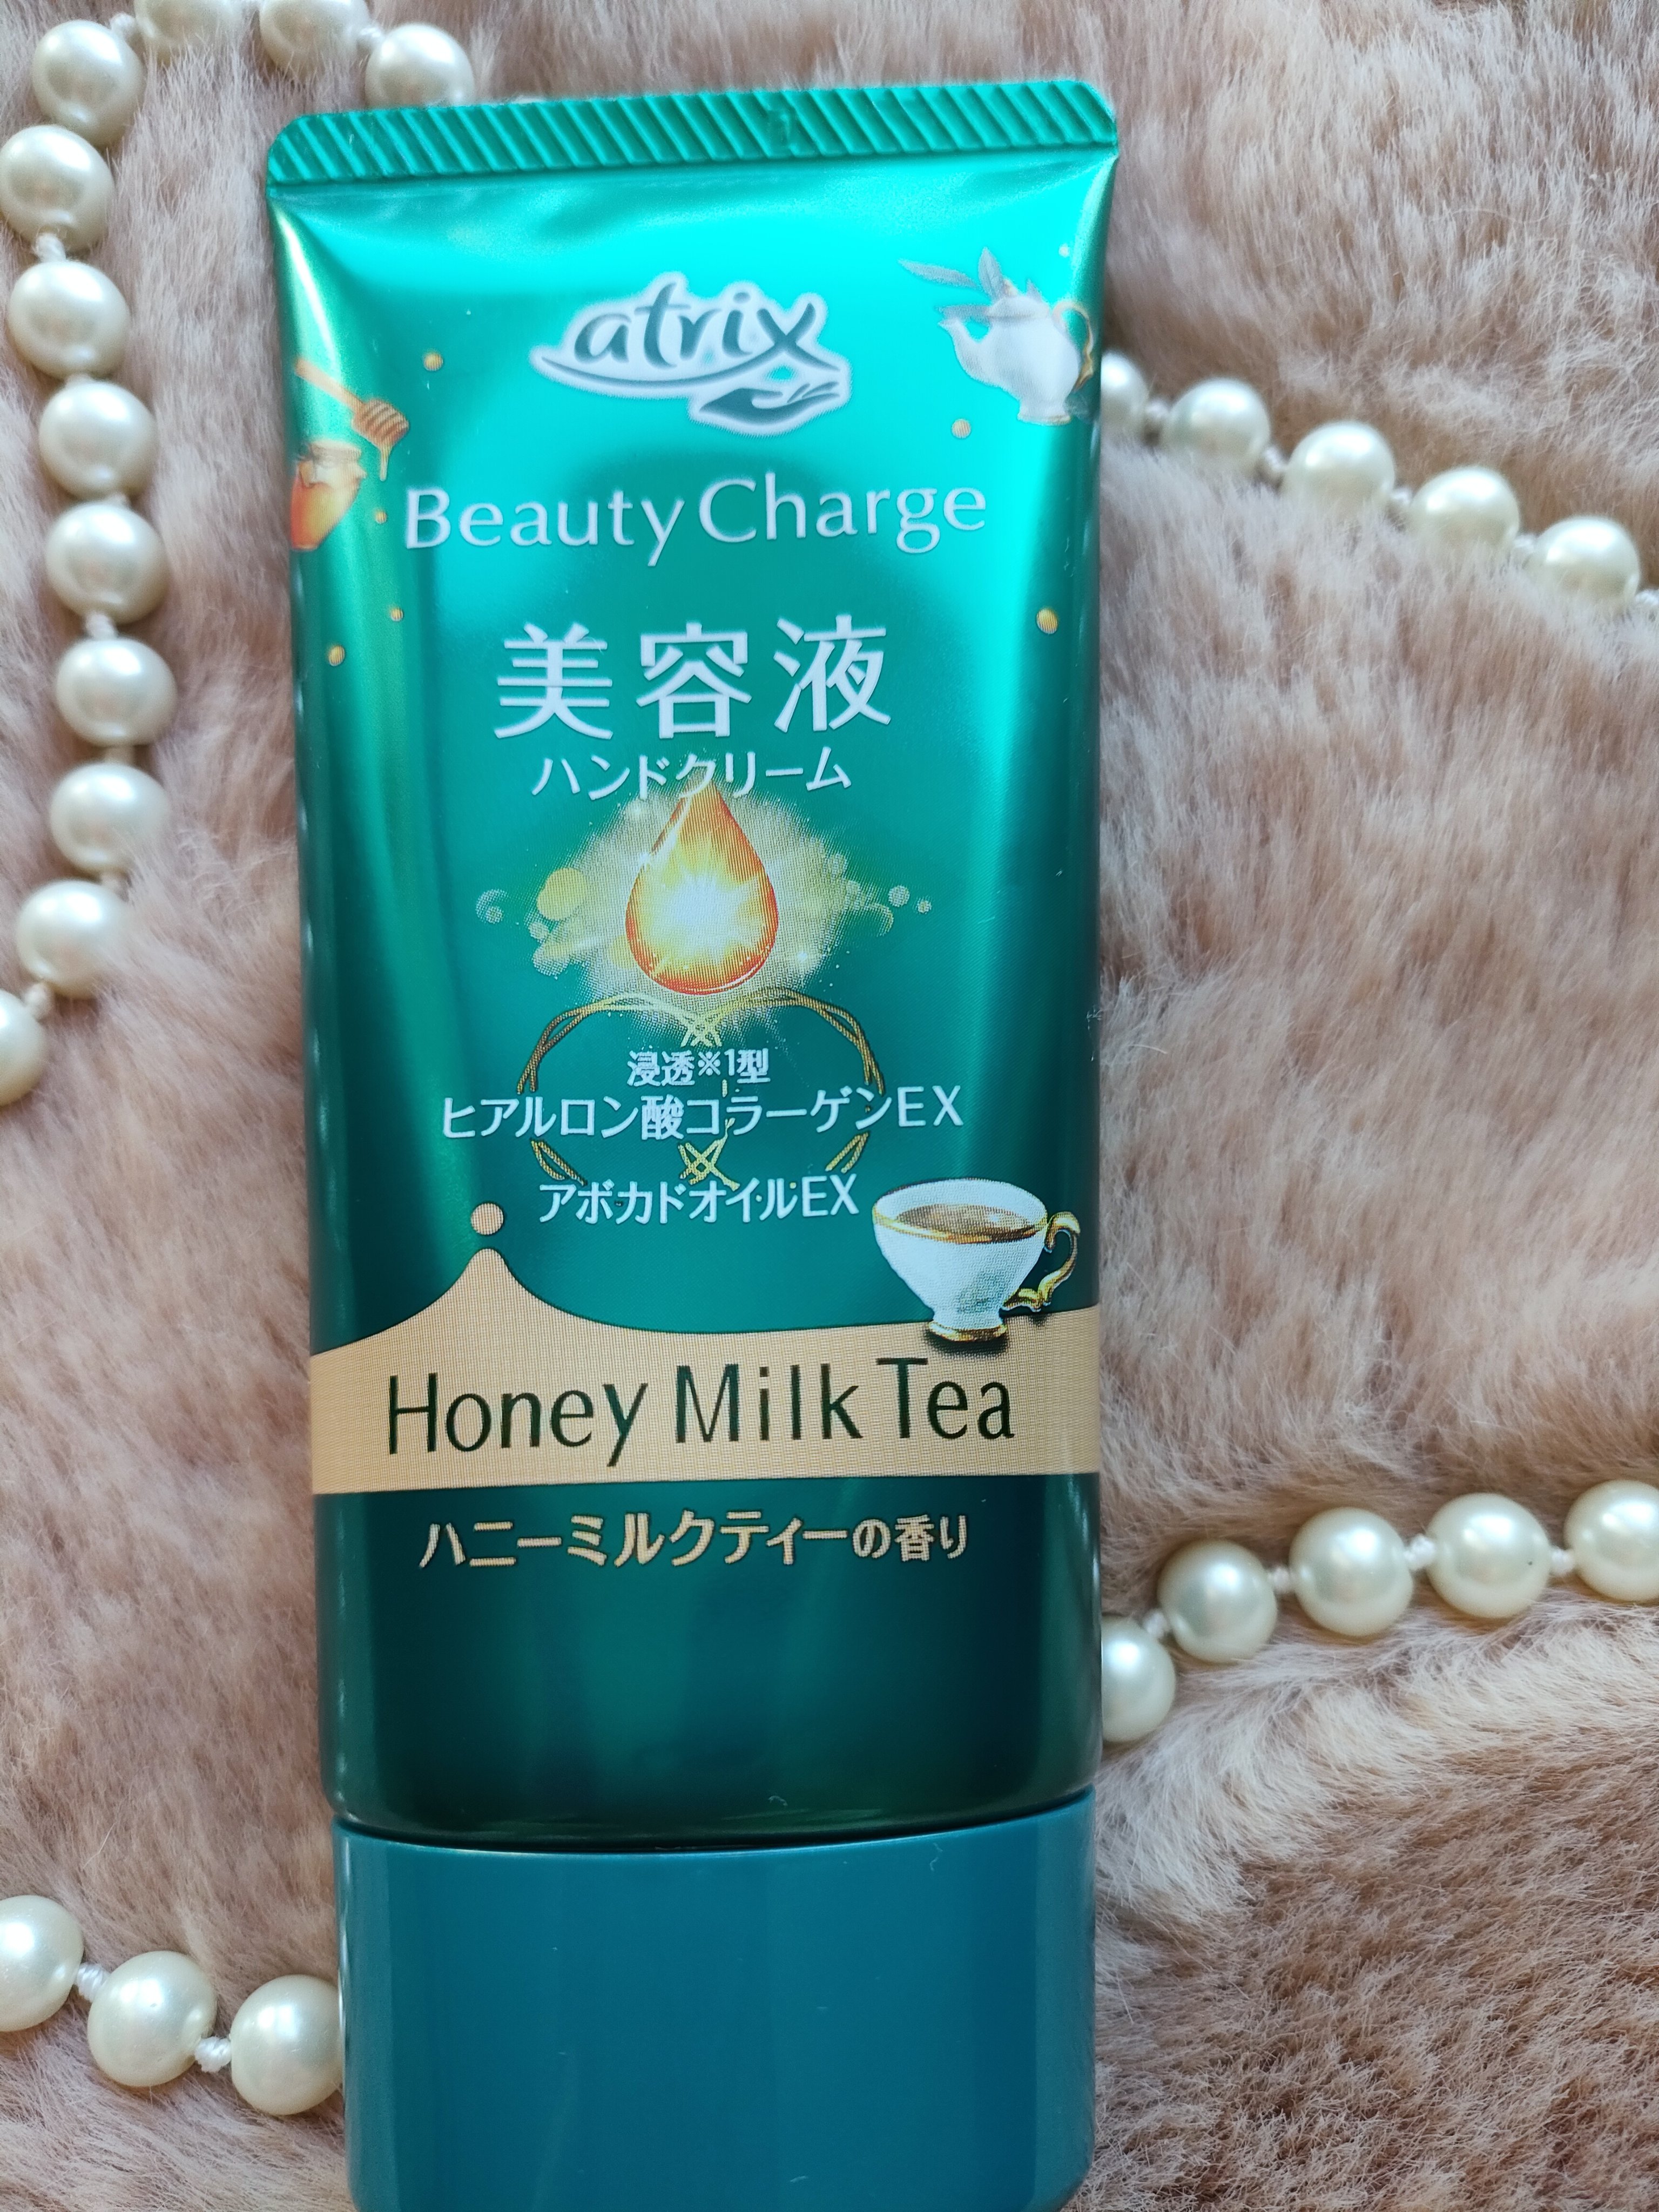 atrix
Beauty Charge
美容液
ハンドクリーム
浸透※1型
ヒアルロン酸コラーゲンEX
×
アボカドオイルEX
Honey Milk Tea
ハニーミルクティーの香り